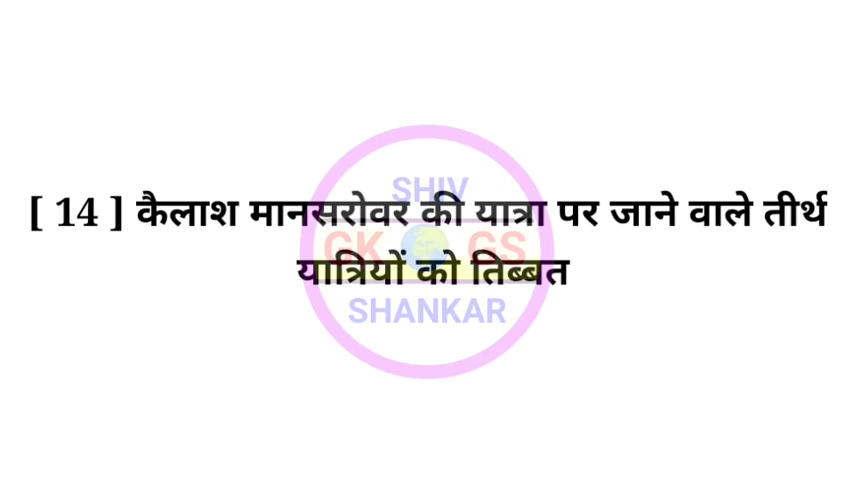 [ 14 ] कैलाश मानसरोवर की यात्रा पर जाने वाले तीर्थ
यात्रियों को तिब्बत
SHIV
GK GS
SHANKAR